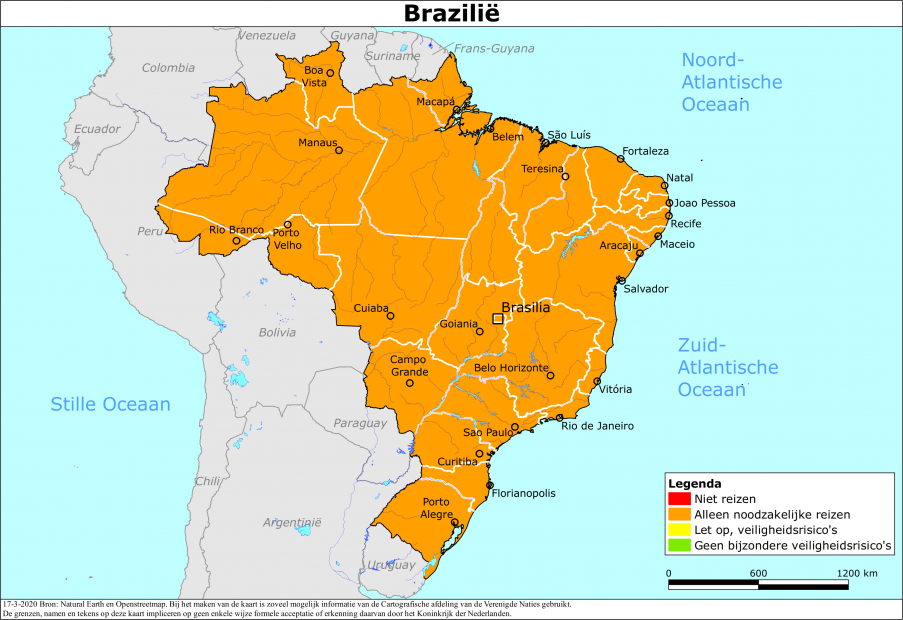 Brazilië
Venezuela
Guyana
Suriname
Frans-Guyana
Colombia
Ecuador
Peru
Bolivia
Paraguay
Chili
Argentinië
Uruguay
Noord-
Atlantische
Oceaan
Zuid-
Atlantische
Oceaan
Stille Oceaan
Boa
Vista
Macapá
Manaus
Belem
São Luís
Fortaleza
Teresina
Natal
Joao Pessoa
Recife
Maceio
Aracaju
Salvador
Rio Branco
Porto
Velho
Cuiaba
Brasilia
Goiania
Campo
Grande
Belo Horizonte
Vitória
Rio de Janeiro
Sao Paulo
Curitiba
Florianopolis
Porto
Alegre
Legenda
Niet reizen
Alleen noodzakelijke reizen
Let op, veiligheidsrisico's
Geen bijzondere veiligheidsrisico's
0 600 1200 km
17-3-2020 Bron: Natural Earth en Openstreetmap. Bij het maken van de kaart is zoveel mogelijk informatie van de Cartografische afdeling van de Verenigde Naties gebruikt.
De grenzen, namen en tekens op deze kaart impliceren op geen enkele wijze formele acceptatie of erkenning daarvan door het Koninkrijk der Nederlanden.